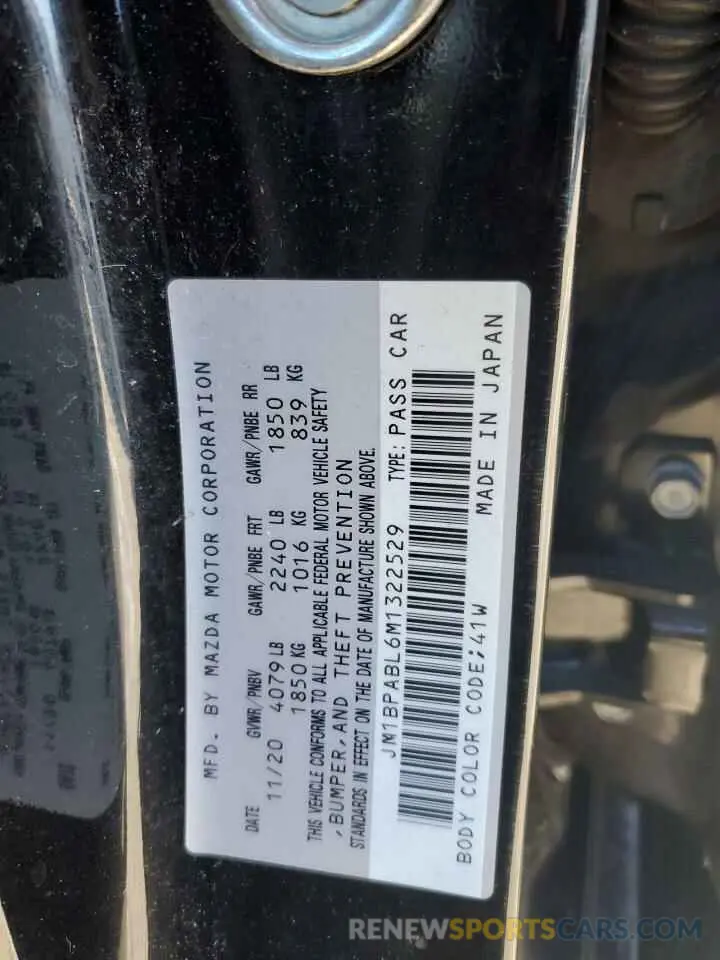 MFD. BY MAZDA MOTOR CORPORATION
DATE GVWR/PNBV GAWR/PNBE FRT GAWR/PNBE RR
11/20 4079 LB 2240 LB 1850 LB
1850 KG 1016 KG 839 KG
THIS VEHICLE CONFORMS TO ALL APPLICABLE FEDERAL MOTOR VEHICLE SAFETY
,BUMPER,AND THEFT PREVENTION
STANDARDS IN EFFECT ON THE DATE OF MANUFACTURE SHOWN ABOVE.
JM1BPABL6M1322529 TYPE: PASS CAR
BODY COLOR CODE;41W MADE IN JAPAN
RENEWSPORTSCARS.COM